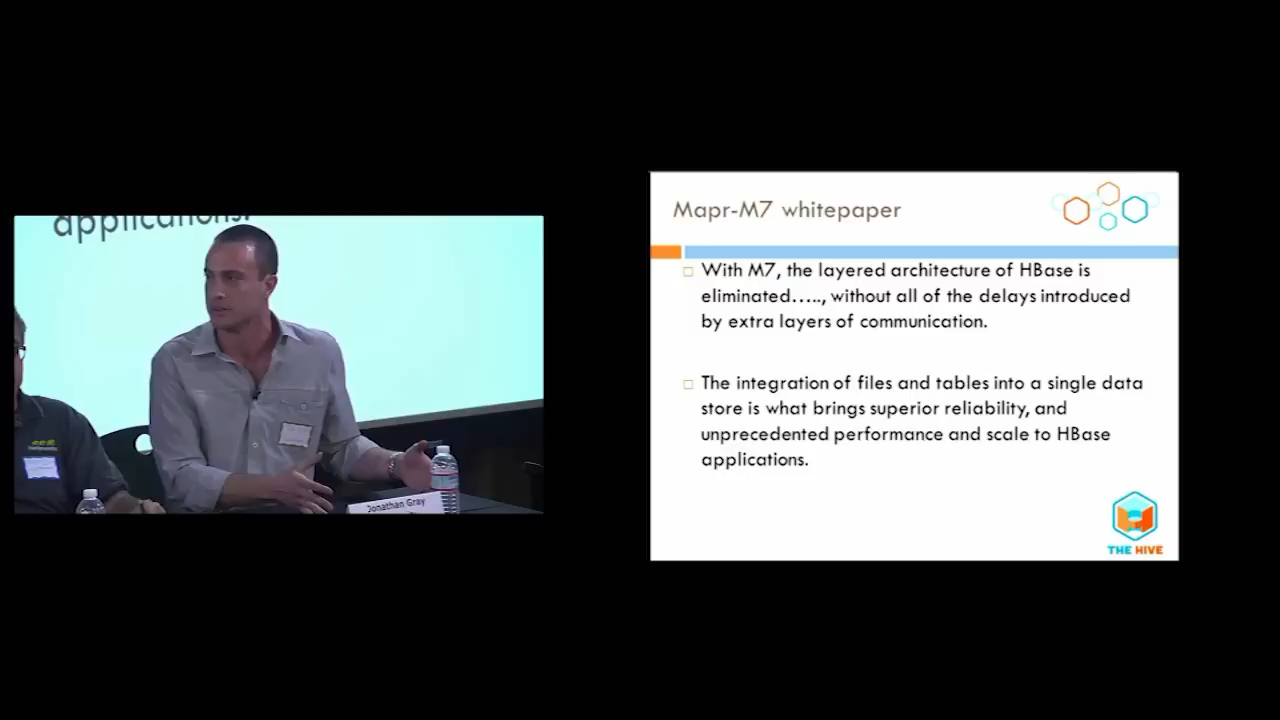 applications.
Jonathan Gray
Mapr-M7 whitepaper
With M7, the layered architecture of HBase is
eliminated….., without all of the delays introduced
by extra layers of communication.
The integration of files and tables into a single data
store is what brings superior reliability, and
unprecedented performance and scale to HBase
applications.
THE HIVE